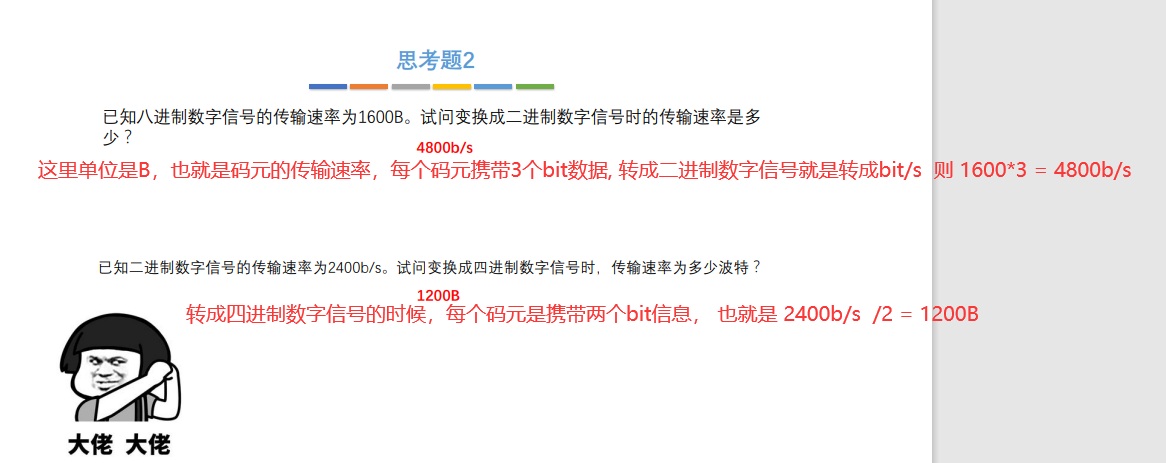 思考题2
已知八进制数字信号的传输速率为1600B。试问变换成二进制数字信号时的传输速率是多
少？
4800b/s
这里单位是B，也就是码元的传输速率，每个码元携带3个bit数据, 转成二进制数字信号就是转成bit/s  则 1600*3 = 4800b/s
已知二进制数字信号的传输速率为2400b/s。试问变换成四进制数字信号时，传输速率为多少波特？
1200B
转成四进制数字信号的时候，每个码元是携带两个bit信息， 也就是 2400b/s  /2 = 1200B
大佬 大佬